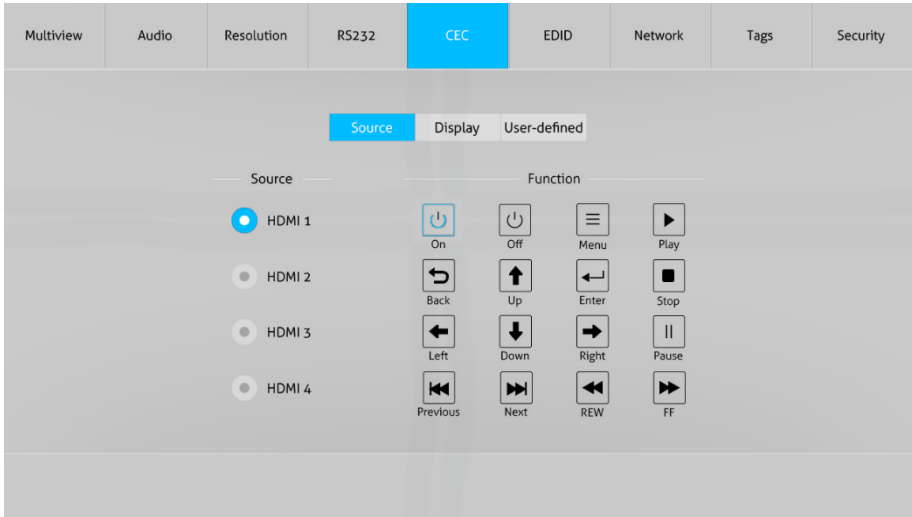 Multiview Audio Resolution RS232 CEC EDID Network Tags Security
Source Display User-defined
Source Function
HDMI 1
On Off Menu Play
HDMI 2
Back Up Enter Stop
HDMI 3
Left Down Right Pause
HDMI 4
Previous Next REW FF